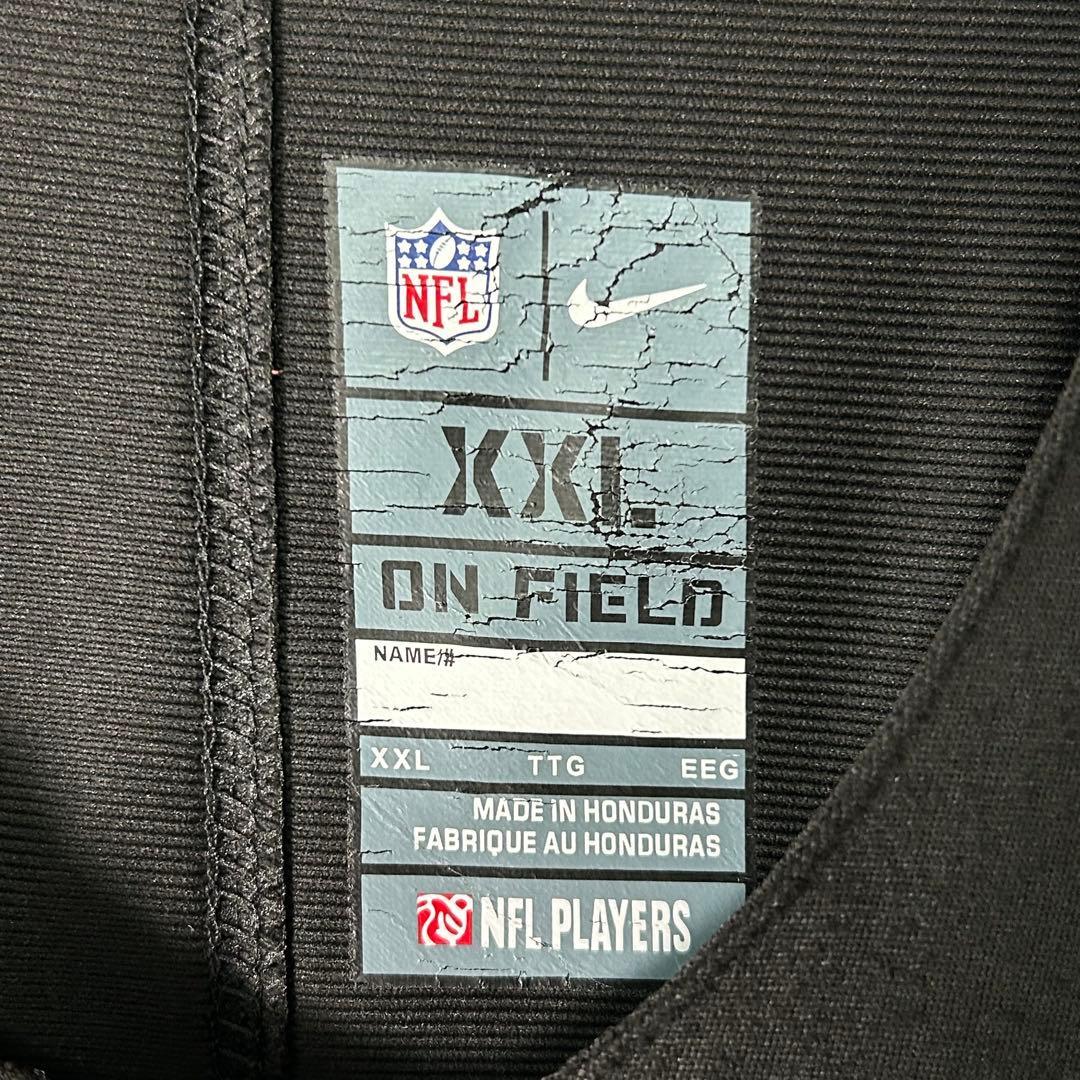 NFL
XXL
ON FIELD
NAME/#
XXL TTG EEG
MADE IN HONDURAS
FABRIQUE AU HONDURAS
NFL PLAYERS